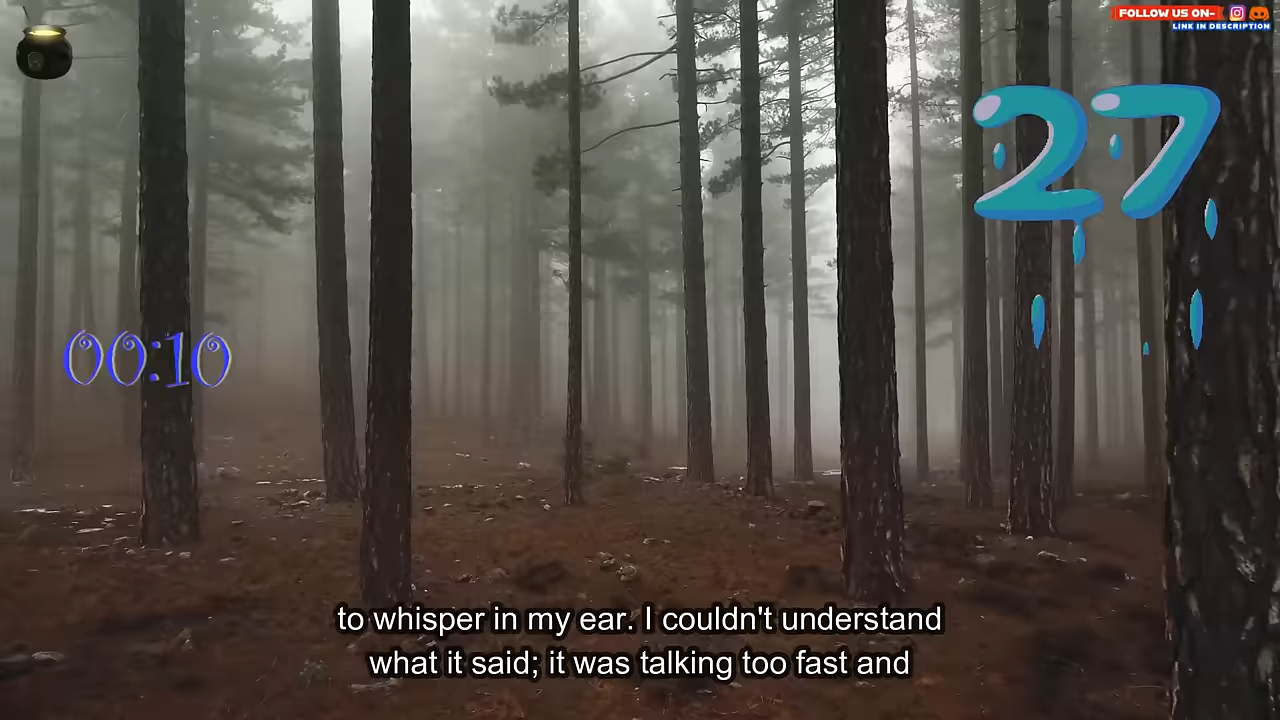 FOLLOW US ON-
LINK IN DESCRIPTION
27
00:10
to whisper in my ear. I couldn't understand
what it said; it was talking too fast and